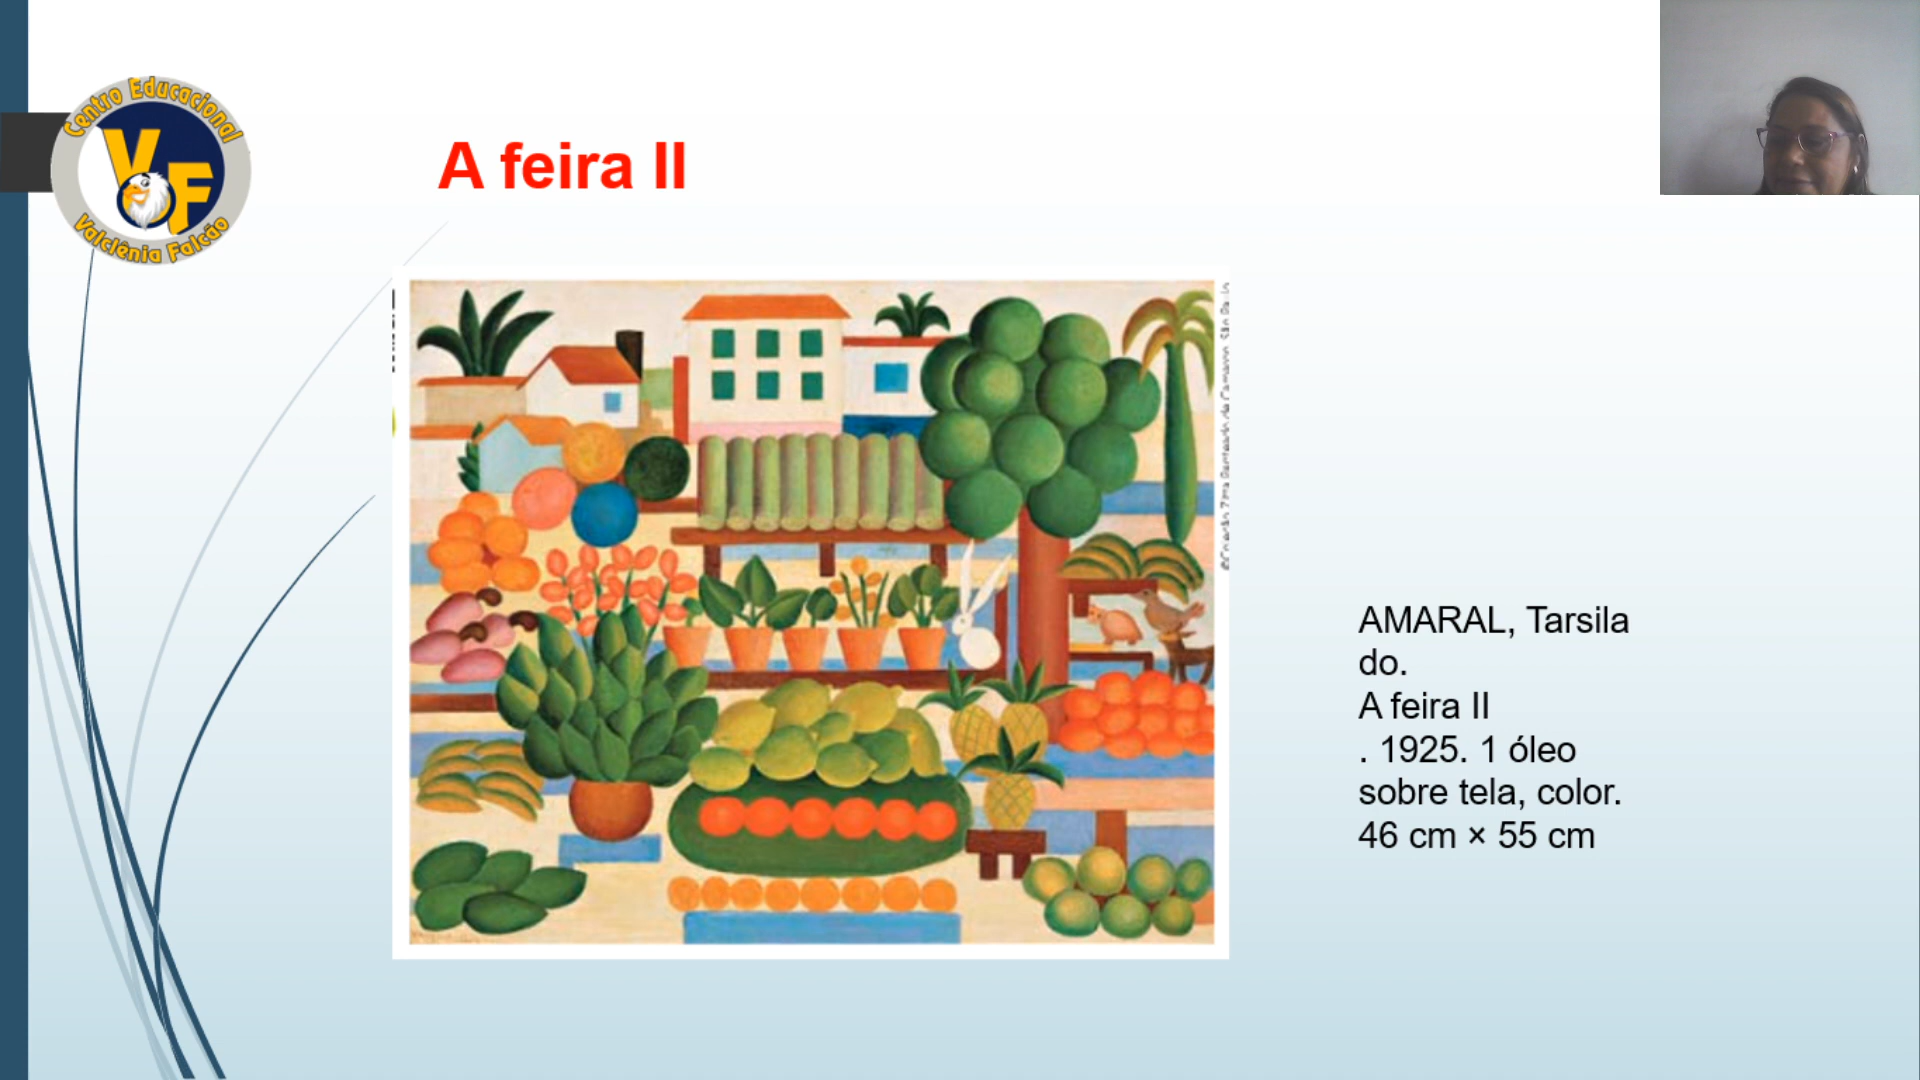 Centro Educacional
VF
Valclênia Falcão
A feira II
AMARAL, Tarsila
do.
A feira II
. 1925. 1 óleo
sobre tela, color.
46 cm × 55 cm